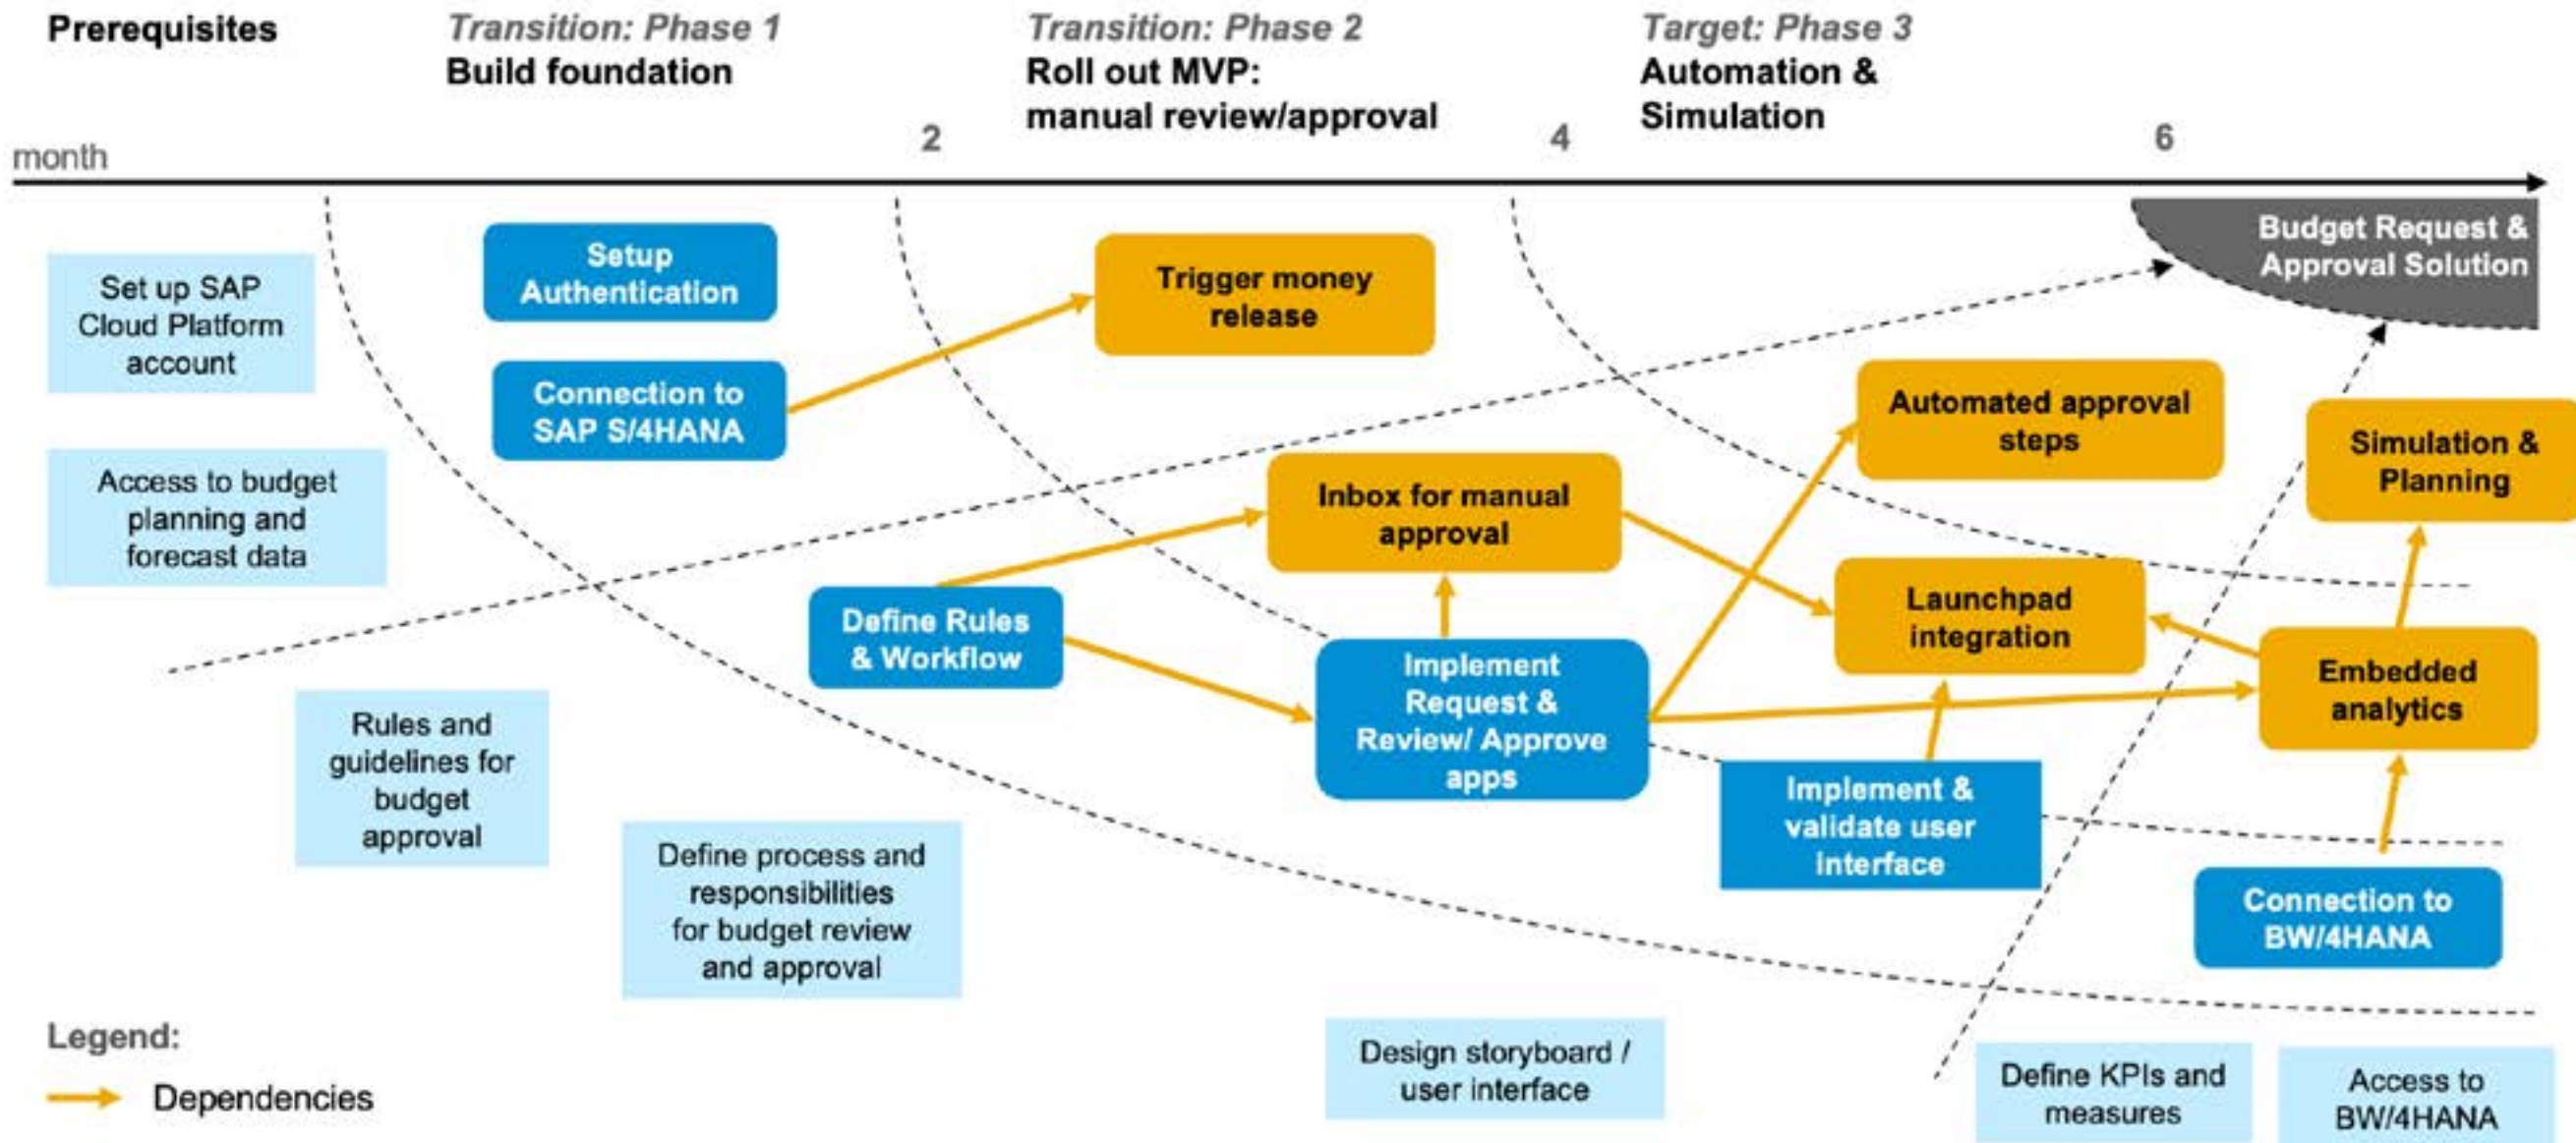 Prerequisites
Transition: Phase 1
Build foundation
Transition: Phase 2
Roll out MVP:
manual review/approval
Target: Phase 3
Automation &
Simulation
month
2
4
6
Budget Request &
Approval Solution
Set up SAP
Cloud Platform
account
Setup
Authentication
Trigger money
release
Connection to
SAP S/4HANA
Automated approval
steps
Simulation &
Planning
Access to budget
planning and
forecast data
Inbox for manual
approval
Define Rules
& Workflow
Launchpad
integration
Implement
Request &
Review/ Approve
apps
Embedded
analytics
Rules and
guidelines for
budget
approval
Implement &
validate user
interface
Define process and
responsibilities
for budget review
and approval
Connection to
BW/4HANA
Design storyboard /
user interface
Define KPIs and
measures
Access to
BW/4HANA
Legend:
Dependencies